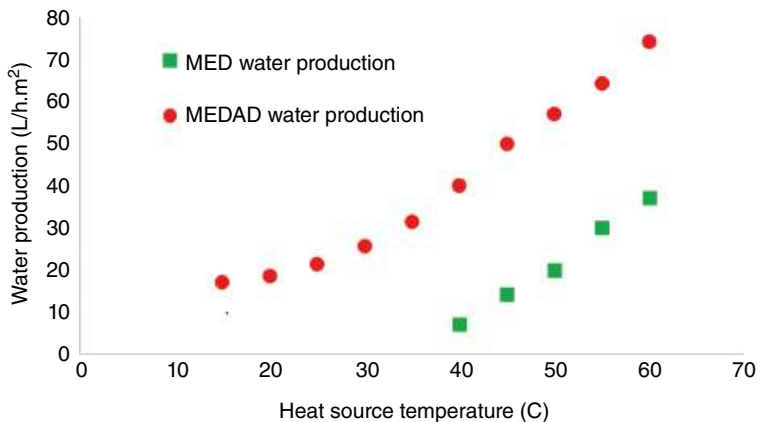 80
70
60
50
40
30
20
10
0
Water production (L/h.m²)
MED water production
MEDAD water production
0 10 20 30 40 50 60 70
Heat source temperature (C)